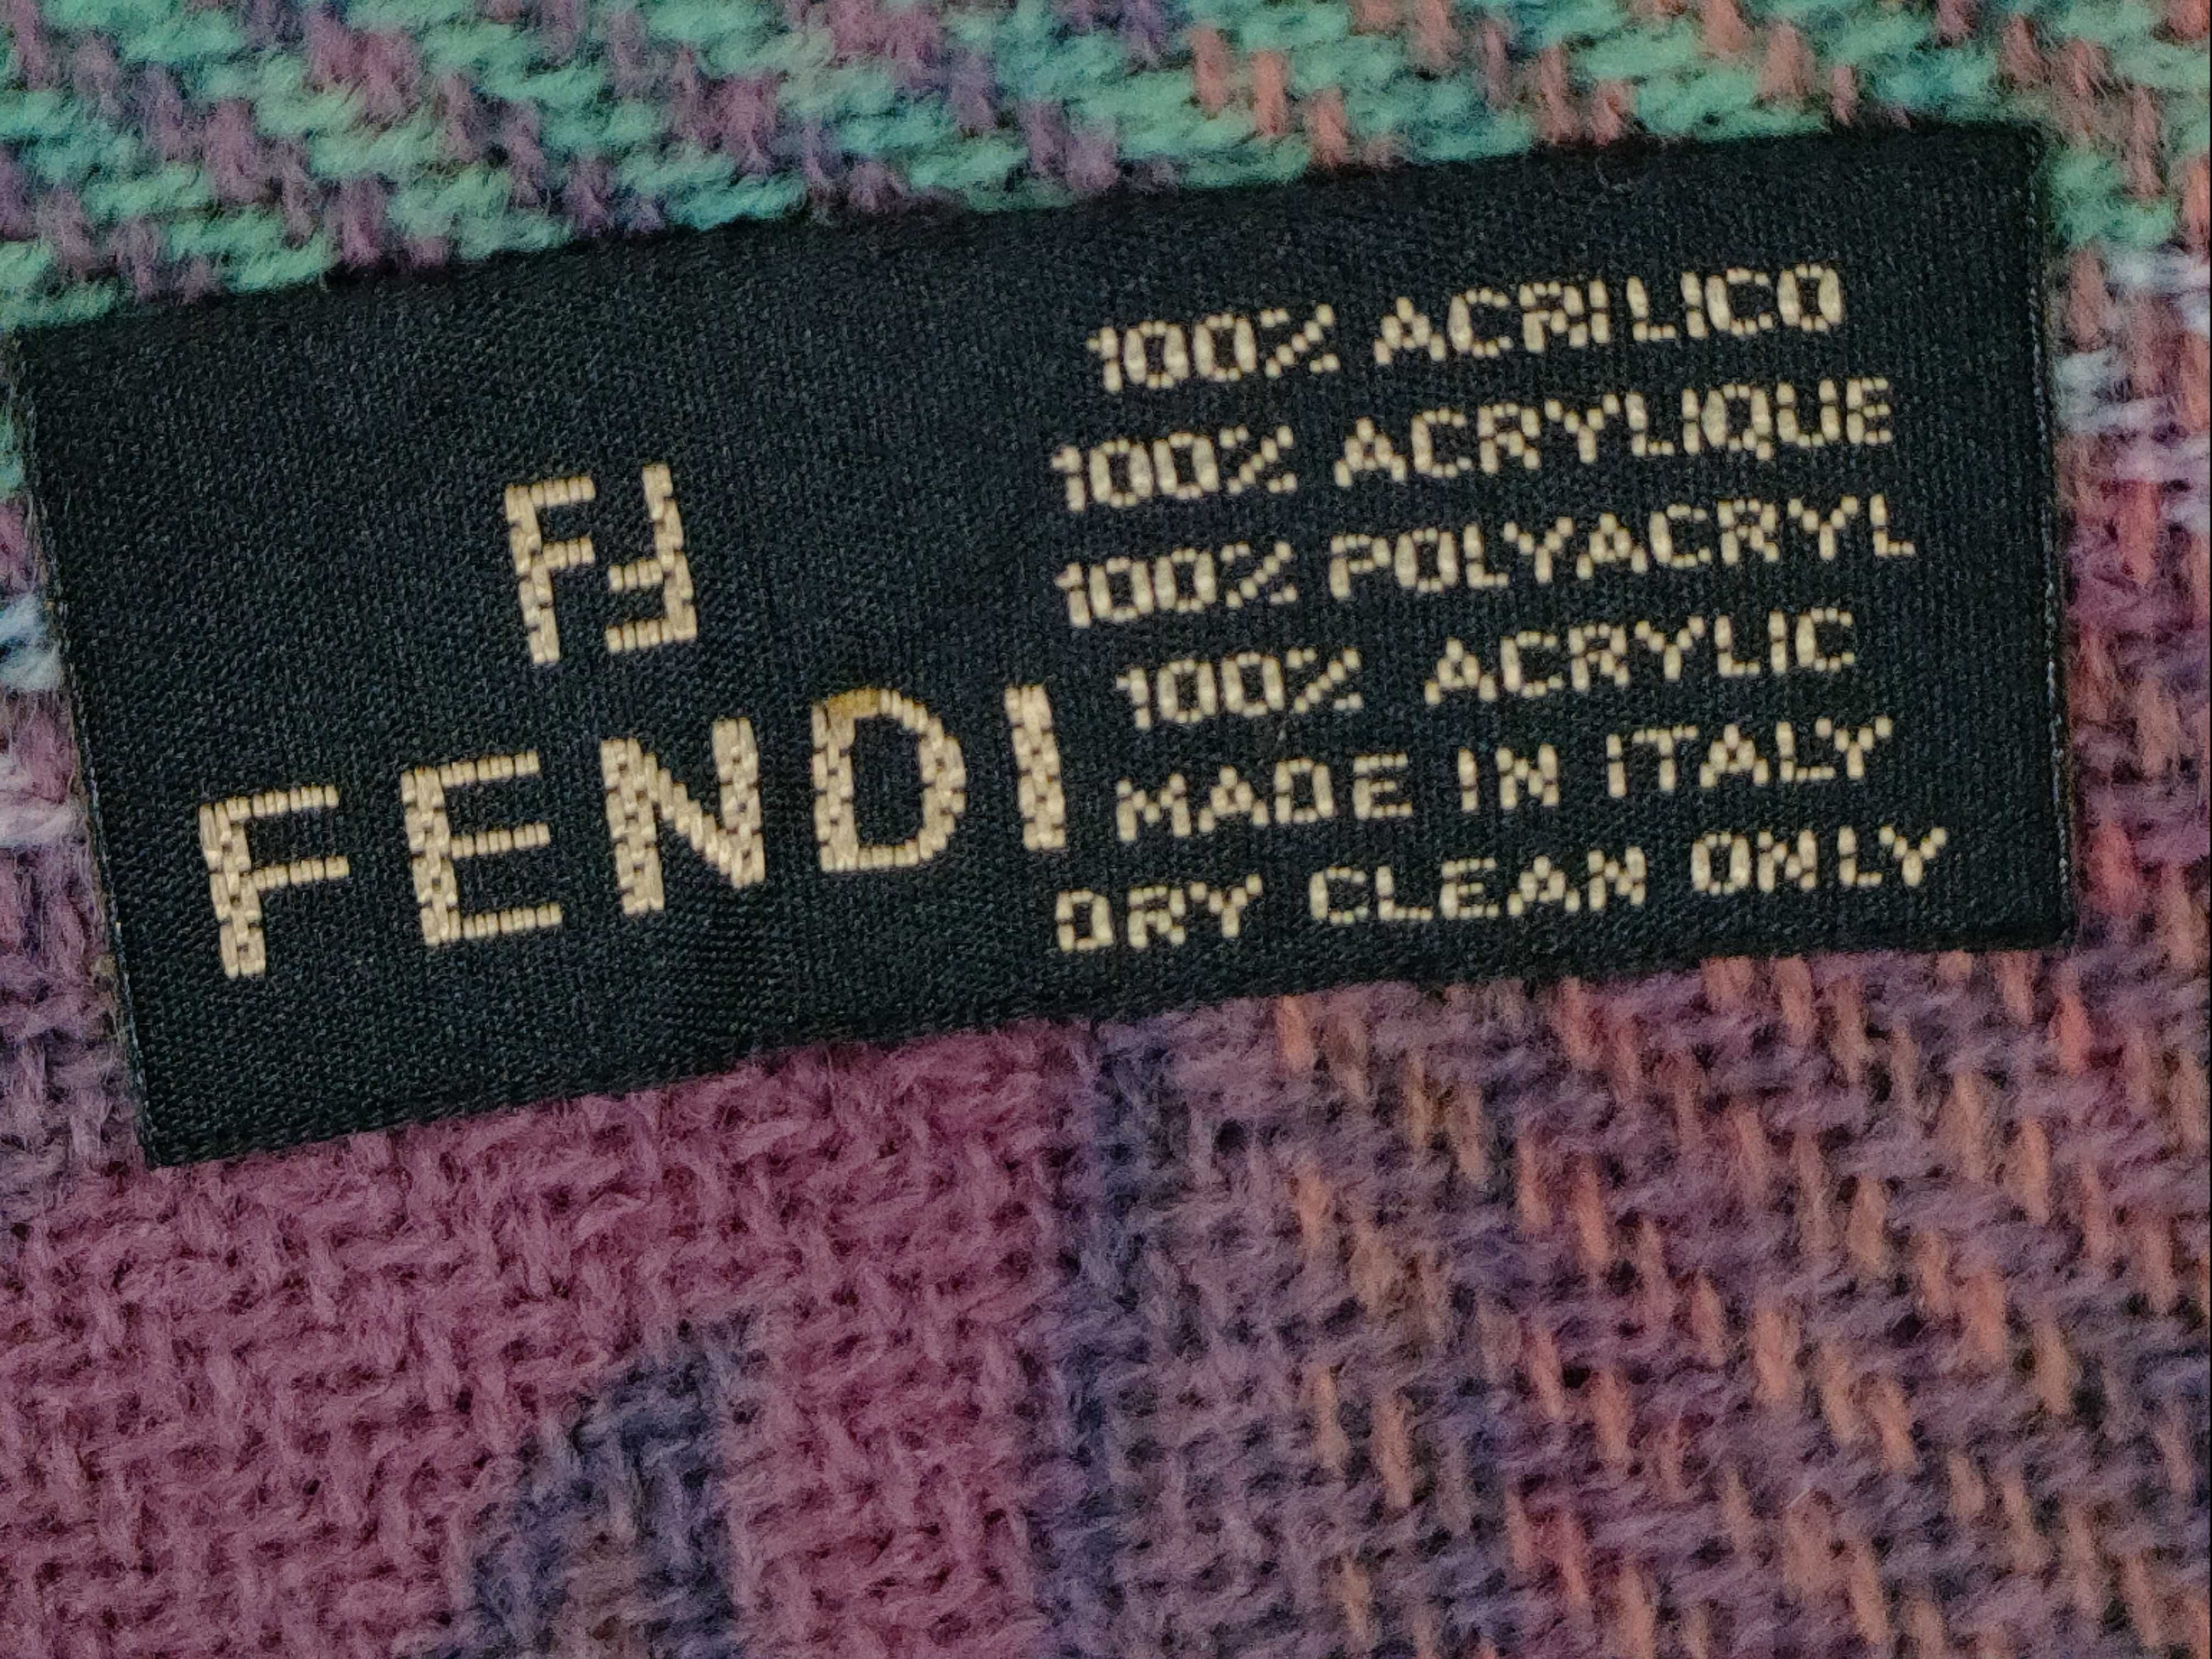 FF
FENDI
100% ACRILICO
100% ACRYLIQUE
100% POLYACRYL
100% ACRYLIC
MADE IN ITALY
DRY CLEAN ONLY